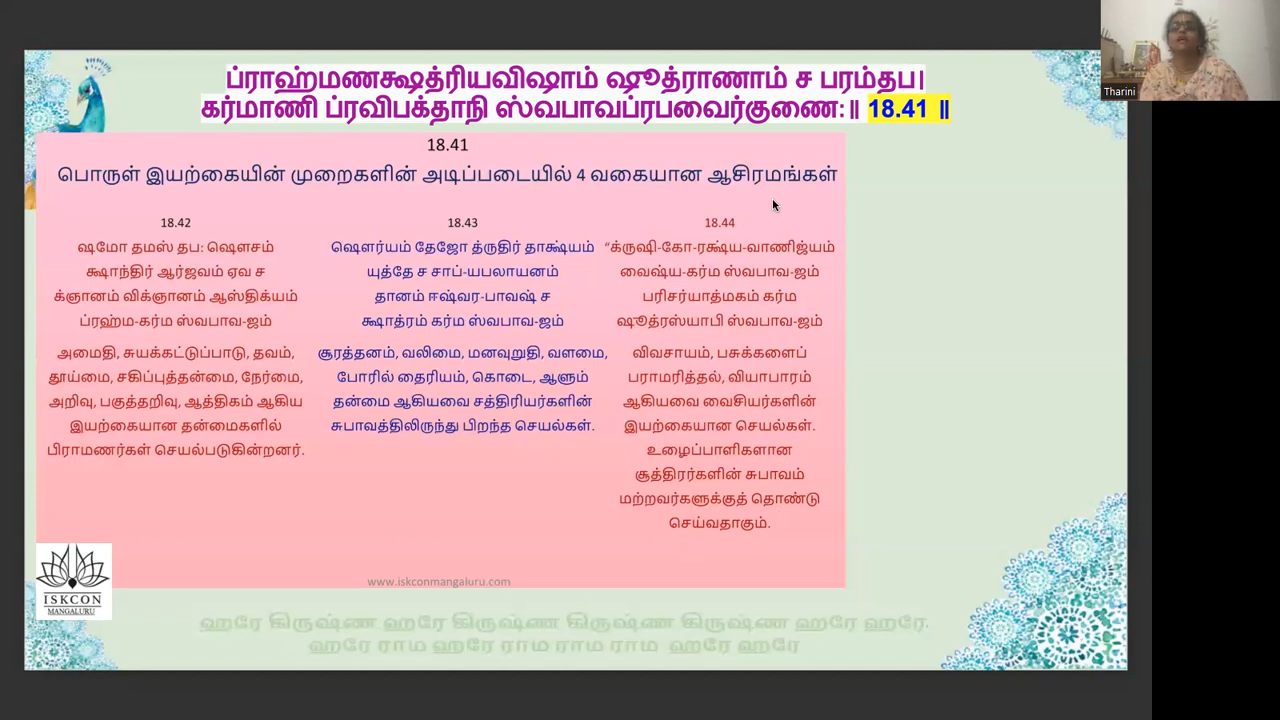 ப்ராஹ்மணக்ஷத்ரியவிஷாம் ஷூத்ராணாம் ச பரம்தப।
கர்மாணி ப்ரவிபக்தாநி ஸ்வபாவப்ரபவைர்குணை:॥ 18.41 ॥
Tharini
18.41
பொருள் இயற்கையின் முறைகளின் அடிப்படையில் 4 வகையான ஆசிரமங்கள்
18.42
ஷமோ தமஸ் தப: ஷௌசம்
க்ஷாந்திர் ஆர்ஜவம் ஏவ ச
க்ஞானம் விக்ஞானம் ஆஸ்திக்யம்
ப்ரஹ்ம-கர்ம ஸ்வபாவ-ஜம்
அமைதி, சுயக்கட்டுப்பாடு, தவம்,
தூய்மை, சகிப்புத்தன்மை, நேர்மை,
அறிவு, பகுத்தறிவு, ஆத்திகம் ஆகிய
இயற்கையான தன்மைகளில்
பிராமணர்கள் செயல்படுகின்றனர்.
18.43
ஷௌர்யம் தேஜோ த்ருதிர் தாக்ஷ்யம்
யுத்தே ச சாப்-யபலாயனம்
தானம் ஈஷ்வர-பாவஷ் ச
க்ஷாத்ரம் கர்ம ஸ்வபாவ-ஜம்
சூரத்தனம், வலிமை, மனவுறுதி, வளமை,
போரில் தைரியம், கொடை, ஆளும்
தன்மை ஆகியவை சத்திரியர்களின்
சுபாவத்திலிருந்து பிறந்த செயல்கள்.
18.44
“க்ருஷி-கோ-ரக்ஷ்ய-வாணிஜ்யம்
வைஷ்ய-கர்ம ஸ்வபாவ-ஜம்
பரிசர்யாத்மகம் கர்ம
ஷூத்ரஸ்யாபி ஸ்வபாவ-ஜம்
விவசாயம், பசுக்களைப்
பராமரித்தல், வியாபாரம்
ஆகியவை வைசியர்களின்
இயற்கையான செயல்கள்.
உழைப்பாளிகளான
சூத்திரர்களின் சுபாவம்
மற்றவர்களுக்குத் தொண்டு
செய்வதாகும்.
www.iskconmangaluru.com
ISKCON
MANGALURU
ஹரே கிருஷ்ண ஹரே கிருஷ்ண கிருஷ்ண கிருஷ்ண ஹரே ஹரே.
ஹரே ராம ஹரே ராம ராம ராம ஹரே ஹரே